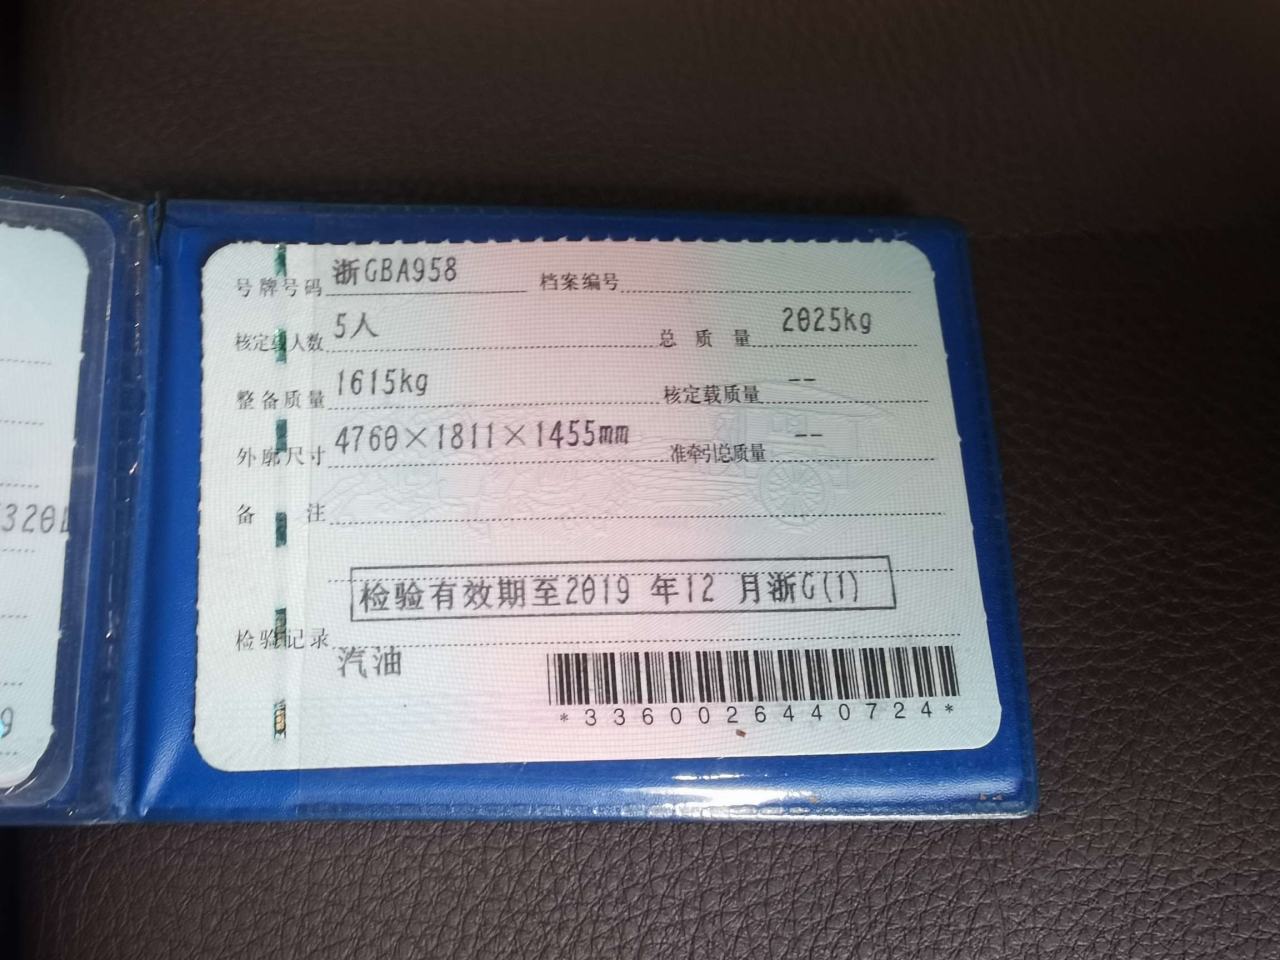 号牌号码 浙GBA958 档案编号
核定载人数 5人 总质量 2025kg
整备质量 1615kg 核定载质量 --
外廓尺寸 4760×1811×1455mm 准牵引总质量 --
备注
检验有效期至2019 年12 月浙G(1)
检验记录
汽油
*3360026440724*
320L
9